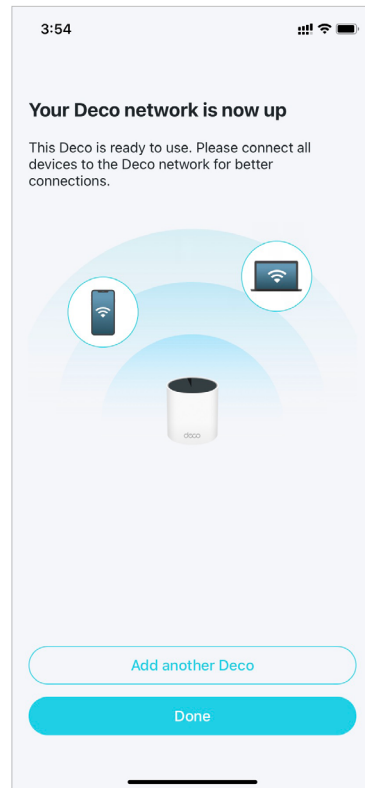 3:54
Your Deco network is now up
This Deco is ready to use. Please connect all
devices to the Deco network for better
connections.
deco
Add another Deco
Done